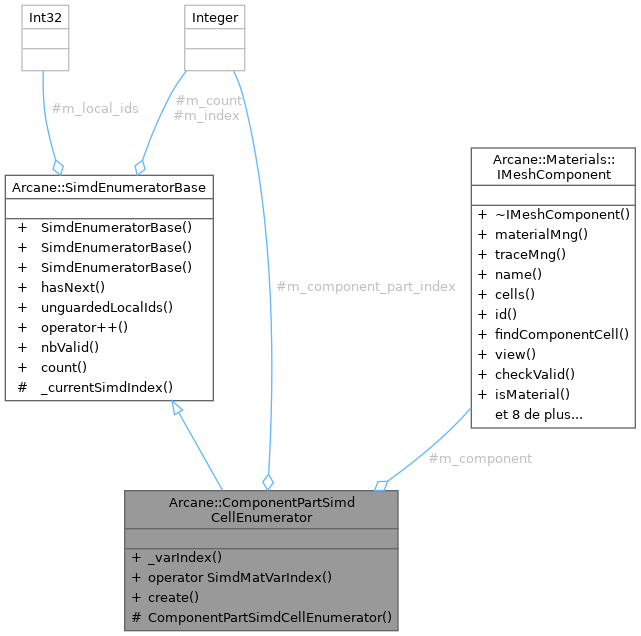 Int32
Integer
#m_local_ids
#m_count
#m_index
Arcane::Materials::
IMeshComponent
+ ~IMeshComponent()
+ materialMng()
+ traceMng()
+ name()
+ cells()
+ id()
+ findComponentCell()
+ view()
+ checkValid()
+ isMaterial()
et 8 de plus...
Arcane::SimdEnumeratorBase
+ SimdEnumeratorBase()
+ SimdEnumeratorBase()
+ SimdEnumeratorBase()
+ hasNext()
+ unguardedLocalIds()
+ operator++()
+ nbValid()
+ count()
# _currentSimdIndex()
#m_component_part_index
#m_component
Arcane::ComponentPartSimd
CellEnumerator
+ _varIndex()
+ operator SimdMatVarIndex()
+ create()
# ComponentPartSimdCellEnumerator()